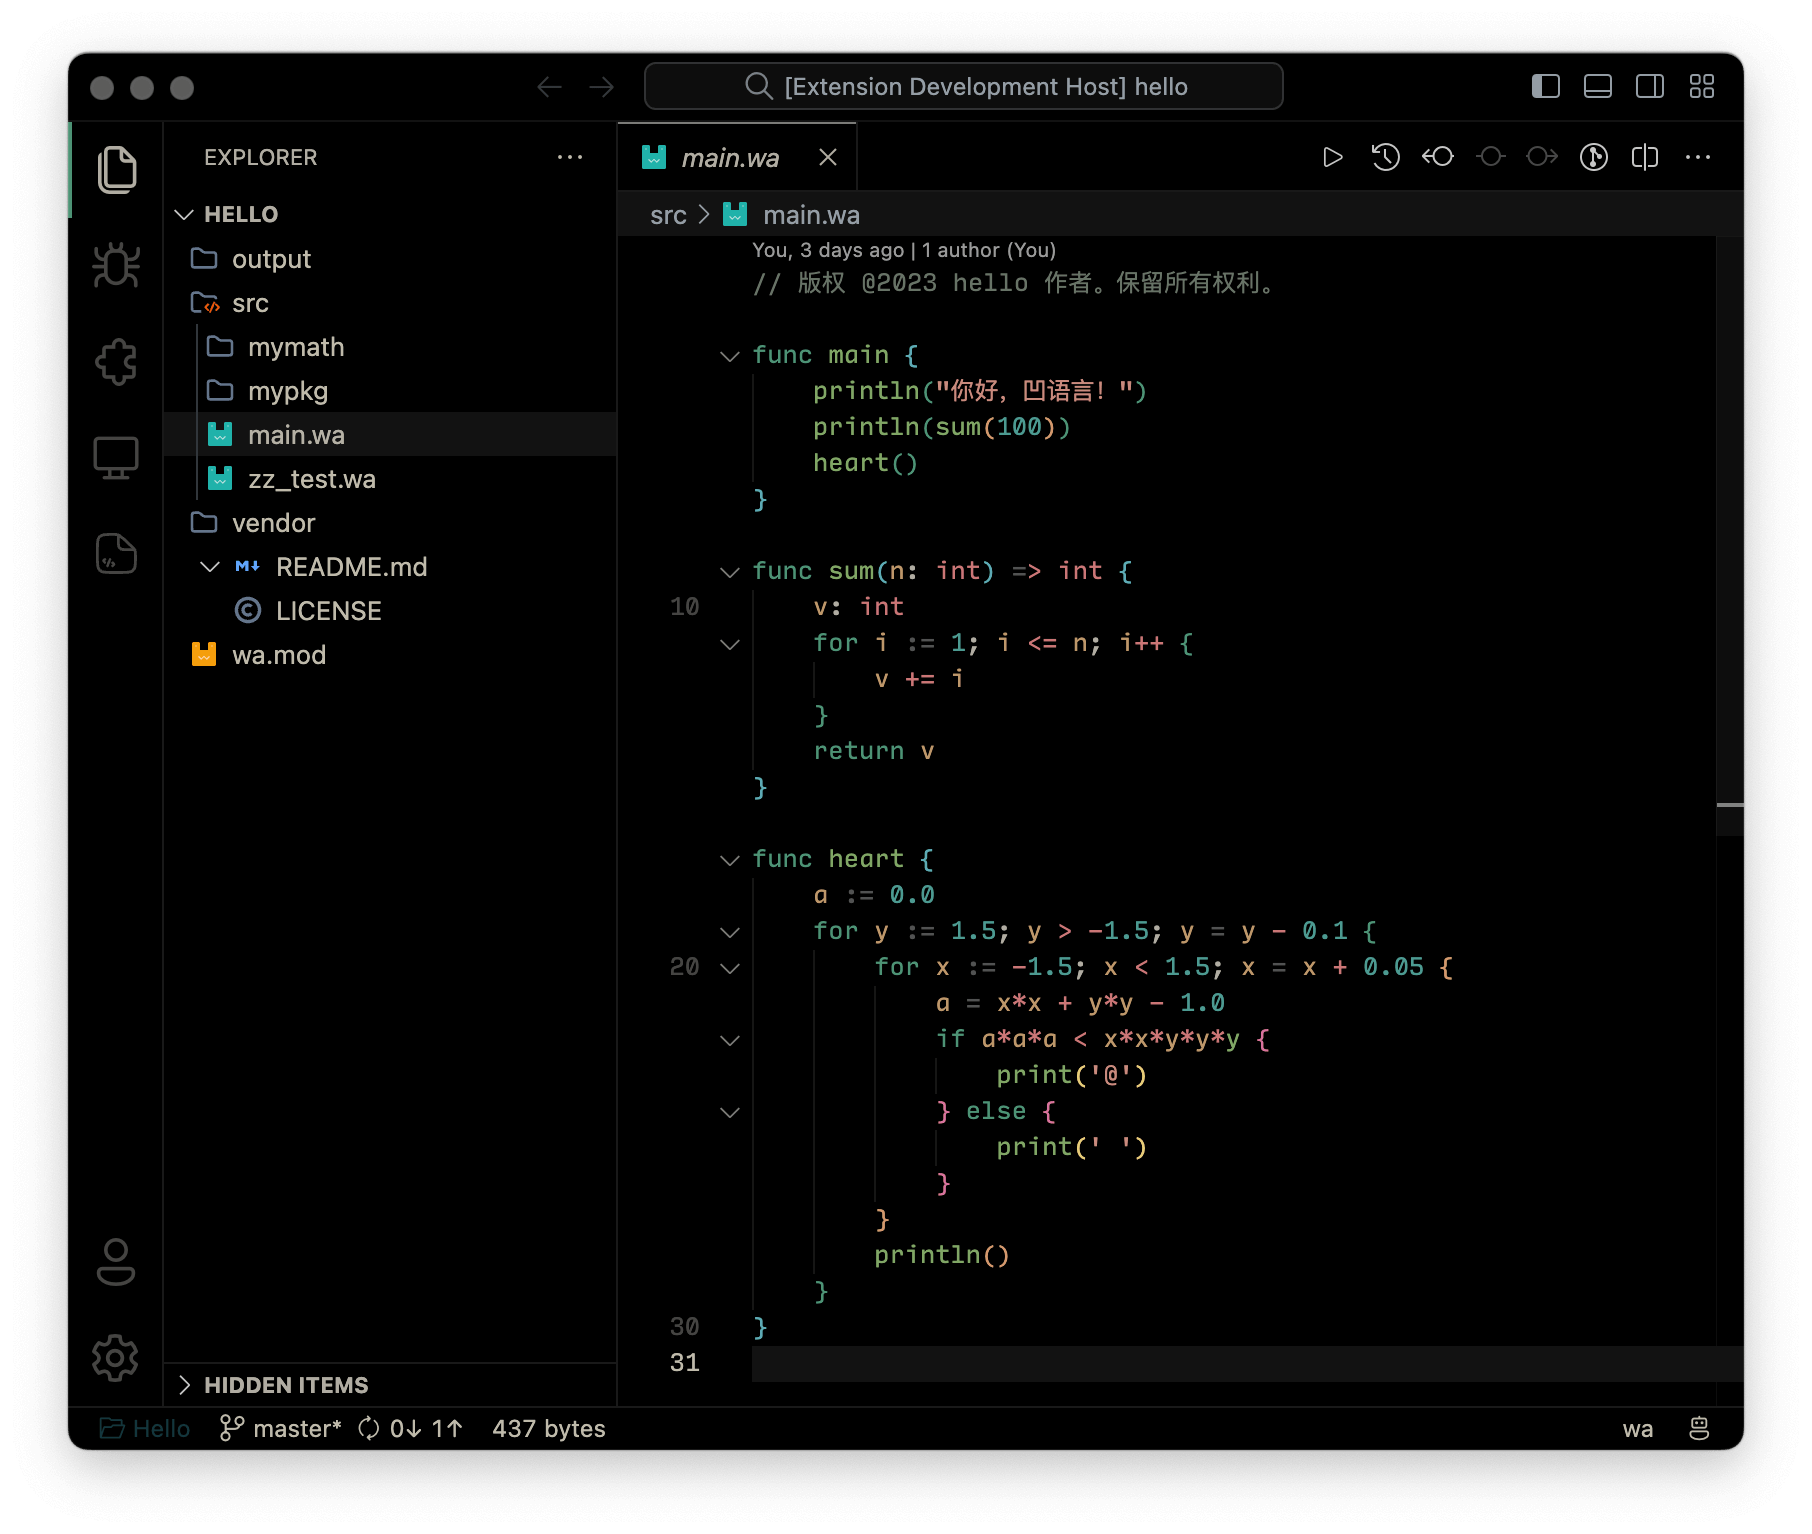 [Extension Development Host] hello
EXPLORER
HELLO
output
src
mymath
mypkg
main.wa
zz_test.wa
vendor
README.md
LICENSE
wa.mod
HIDDEN ITEMS
main.wa
src > main.wa
You, 3 days ago | 1 author (You)
// 版权 @2023 hello 作者。保留所有权利。
func main {
println("你好，凹语言！")
println(sum(100))
heart()
}
func sum(n: int) => int {
10 v: int
for i := 1; i <= n; i++ {
v += i
}
return v
}
func heart {
a := 0.0
for y := 1.5; y > -1.5; y = y - 0.1 {
20 for x := -1.5; x < 1.5; x = x + 0.05 {
a = x*x + y*y - 1.0
if a*a*a < x*x*y*y*y {
print('@')
} else {
print(' ')
}
}
println()
}
30 }
31
Hello master* 0↓ 1↑ 437 bytes wa